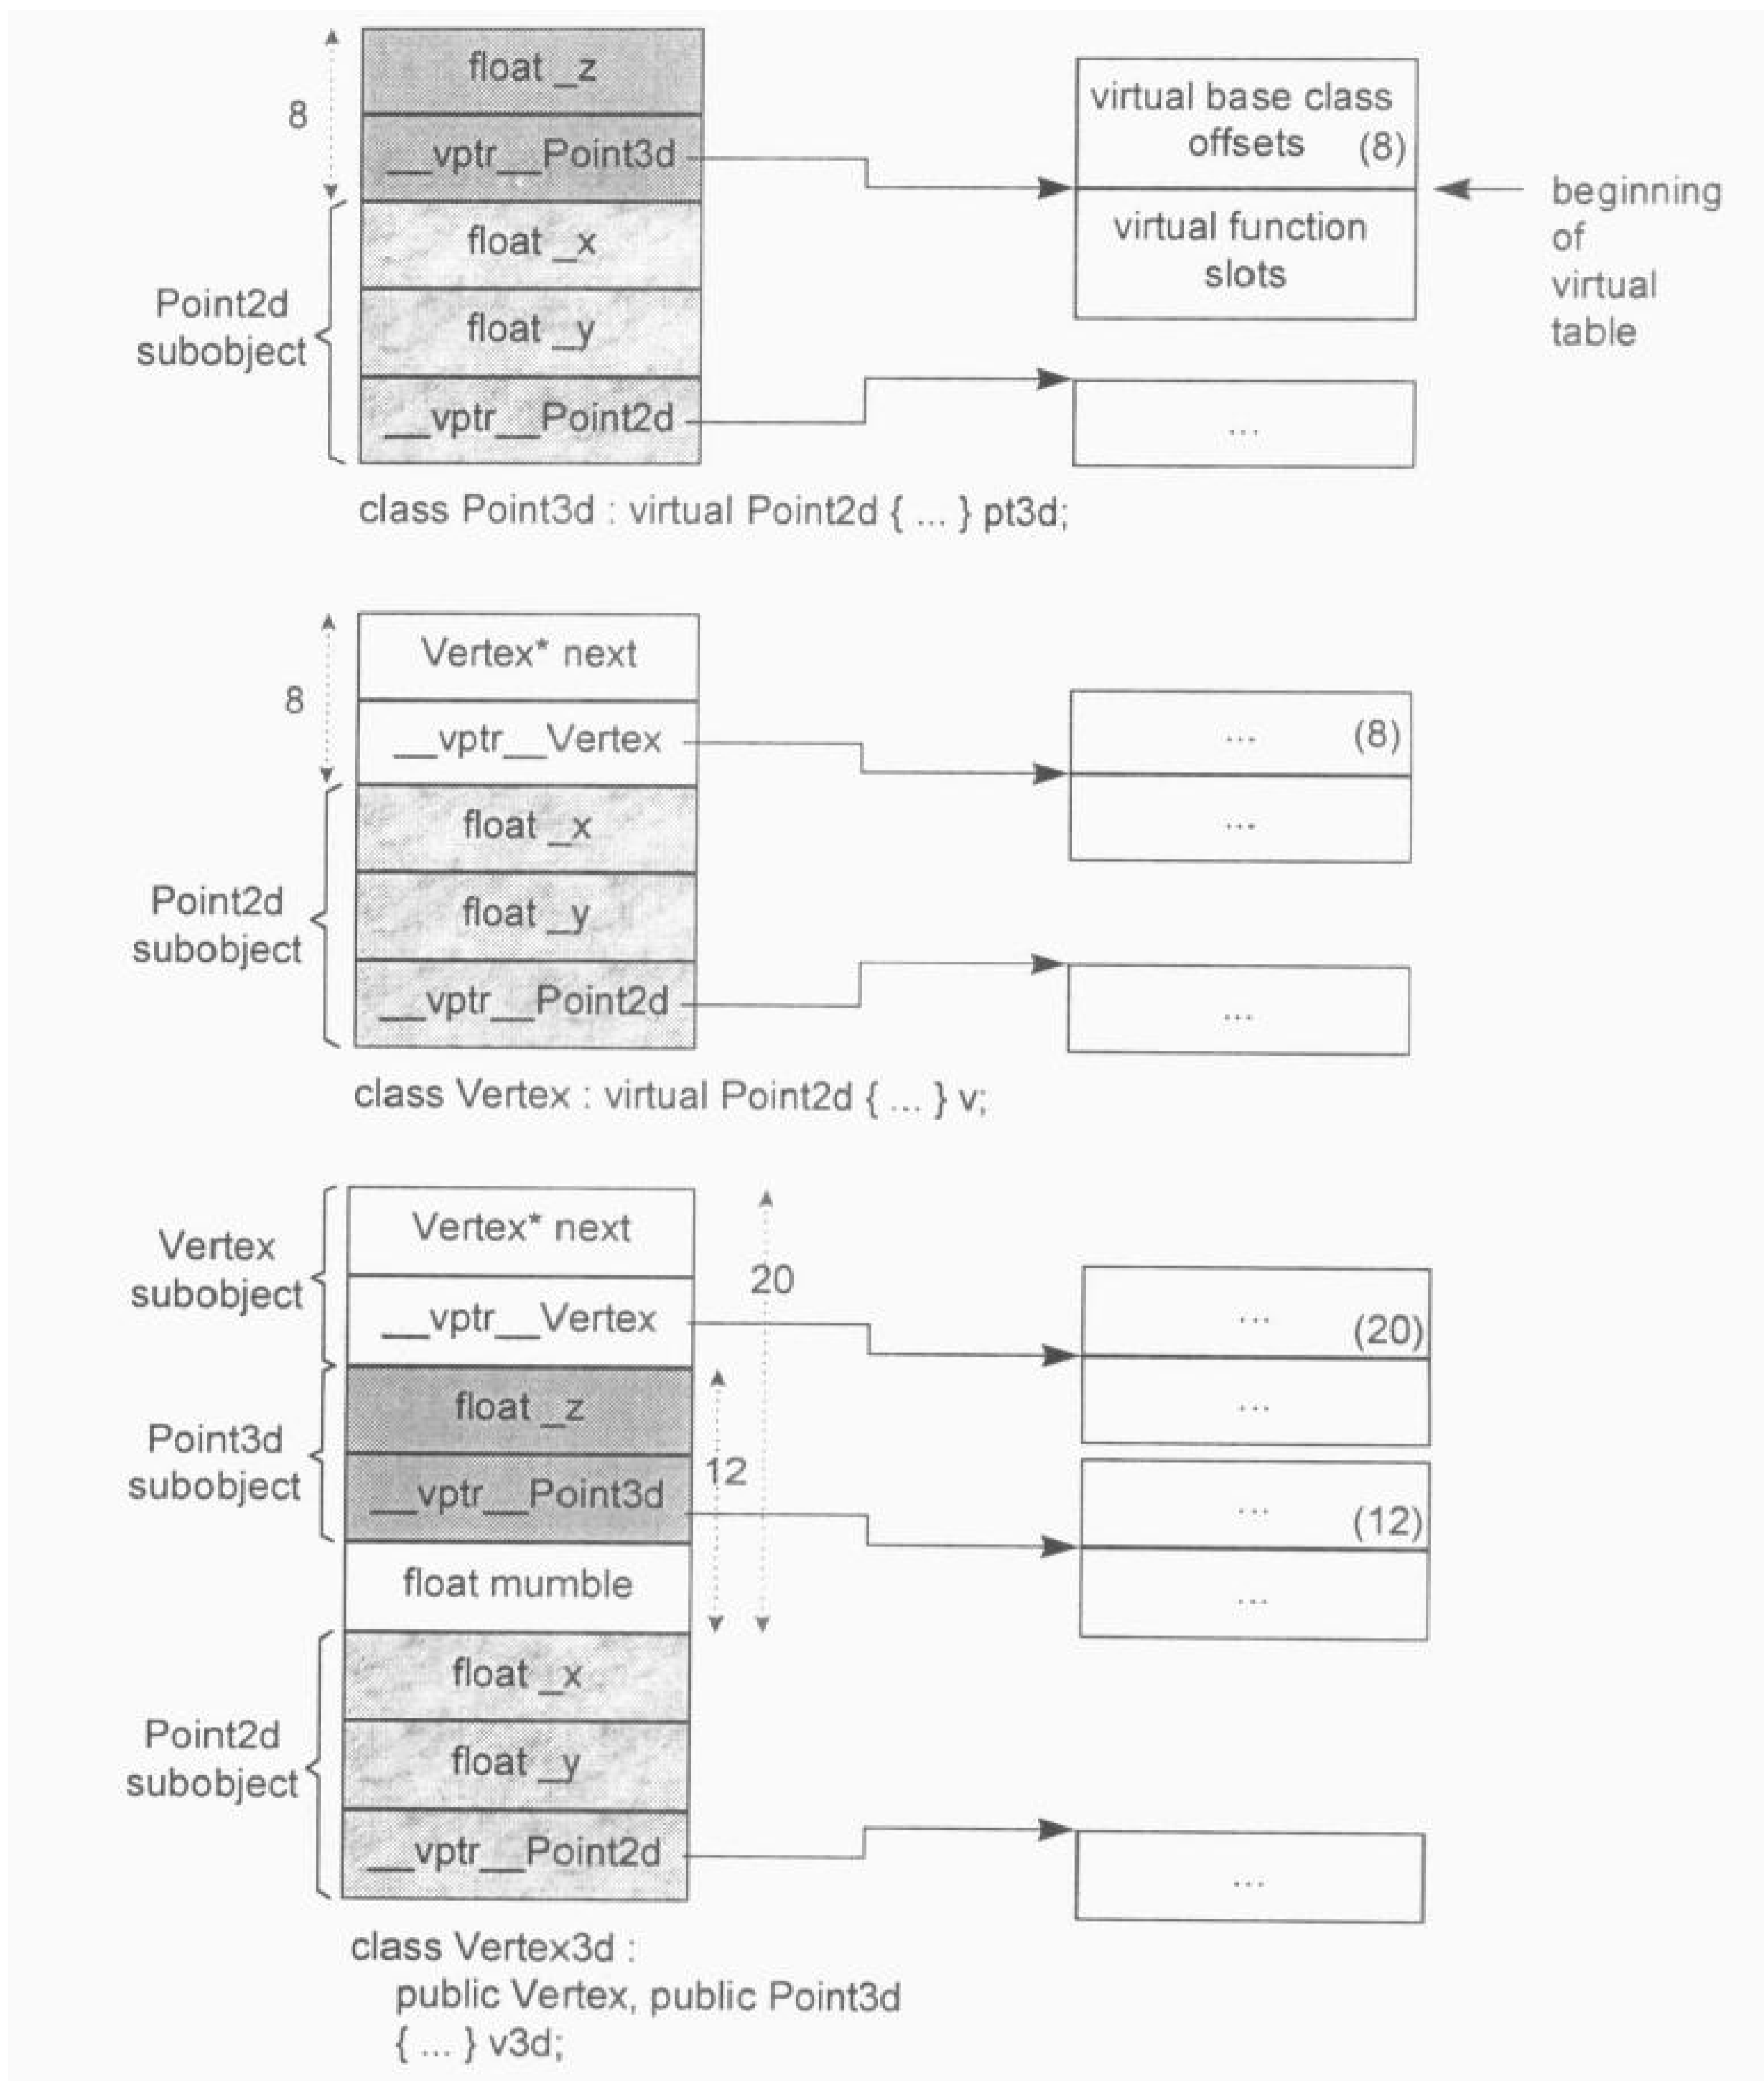 float _z
8
__vptr__Point3d
float _x
Point2d
subobject
float _y
__vptr__Point2d
virtual base class
offsets (8)
virtual function
slots
beginning
of
virtual
table
...
class Point3d : virtual Point2d { ... } pt3d;
Vertex* next
8
__vptr__Vertex
float _x
Point2d
subobject
float _y
__vptr__Point2d
... (8)
...
...
class Vertex : virtual Point2d { ... } v;
Vertex
subobject
Vertex* next
__vptr__Vertex
20
Point3d
subobject
float _z
__vptr__Point3d
12
float mumble
Point2d
subobject
float _x
float _y
__vptr__Point2d
... (20)
...
... (12)
...
...
class Vertex3d :
public Vertex, public Point3d
{ ... } v3d;